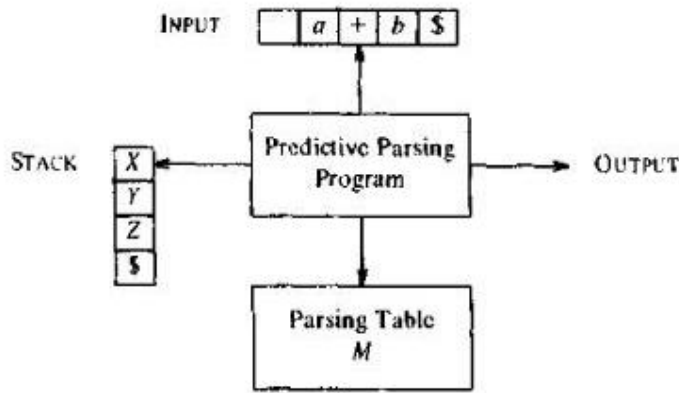 INPUT a + b $
Predictive Parsing
Program
STACK X
Y
Z
$
OUTPUT
Parsing Table
M